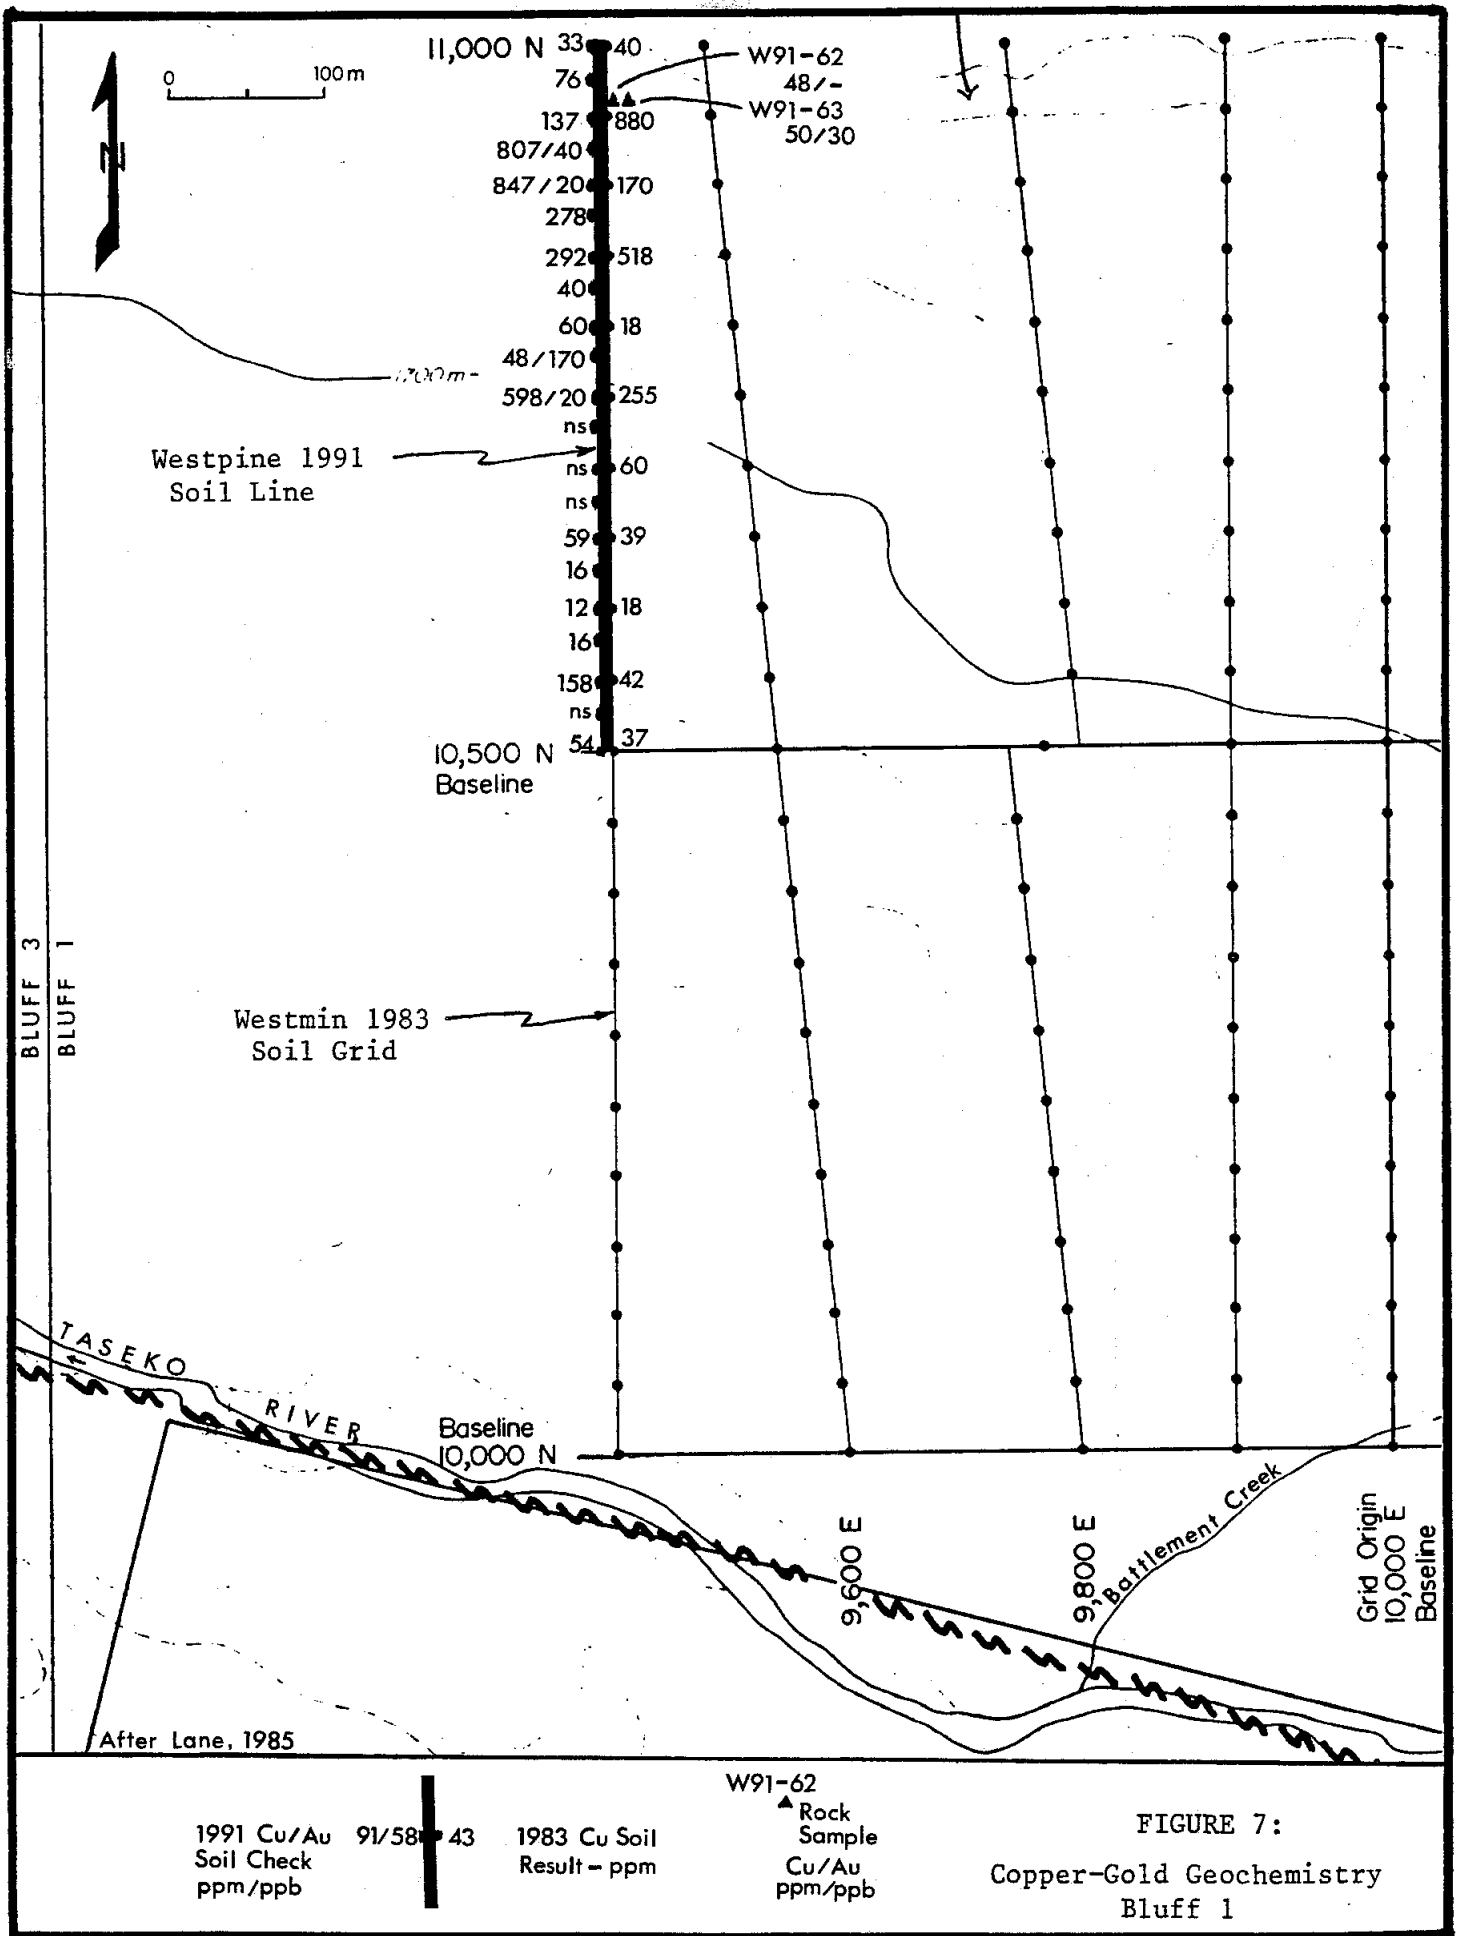 11,000 N
33 40
76
137 880
807/40
847/20 170
278
292 518
40
60 18
48/170
598/20 255
ns
ns 60
ns
59 39
16
12 18
16
158 42
ns
54 37
0 100 m
N
W91-62
48/-
W91-63
50/30
Westpine 1991
Soil Line
10,500 N
Baseline
BLUFF 3
BLUFF 1
Westmin 1983
Soil Grid
TASEKO
RIVER
Baseline
10,000 N
9,600 E
9,800 E
Battlement Creek
Grid Origin
10,000 E
Baseline
After Lane, 1985
1991 Cu/Au 91/58 43 1983 Cu Soil
Soil Check
ppm/ppb
Result - ppm
W91-62
Rock
Sample
Cu/Au
ppm/ppb
FIGURE 7:
Copper-Gold Geochemistry
Bluff 1